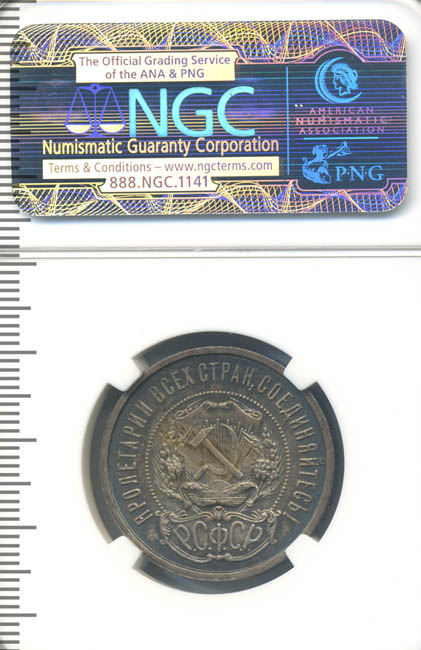 The Official Grading Service
of the ANA & PNG
NGC
Numismatic Guaranty Corporation
Terms & Conditions – www.ngcterms.com
888.NGC.1141
AMERICAN
NUMISMATIC
ASSOCIATION
P·N·G
ПРОЛЕТАРИИ ВСЕХ СТРАН, СОЕДИНЯЙТЕСЬ!
Р.С.Ф.С.Р.